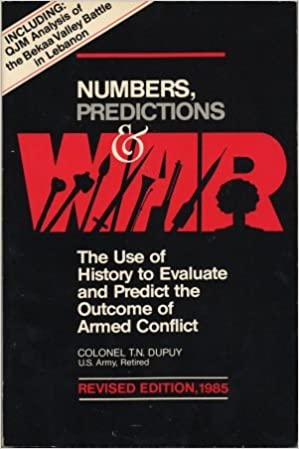 INCLUDING:
QJM Analysis of
the Bekaa Valley Battle
in Lebanon
NUMBERS,
PREDICTIONS
&
WAR
The Use of
History to Evaluate
and Predict the
Outcome of
Armed Conflict
COLONEL T.N. DUPUY
U.S. Army, Retired
REVISED EDITION, 1985